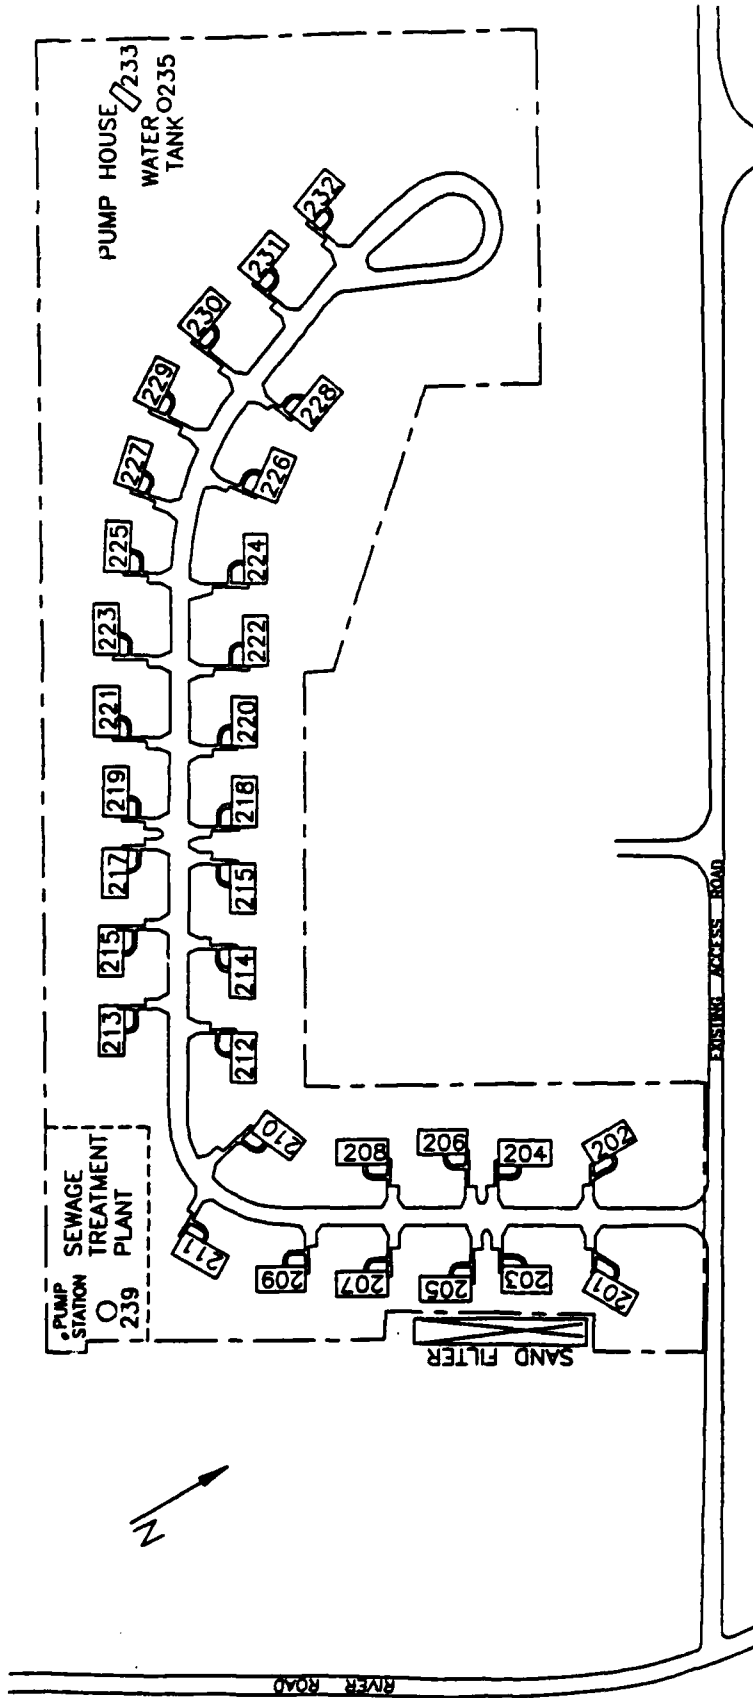 PUMP HOUSE 233
WATER 235
TANK
232
231
230
229
228
227
226
225
224
223
222
221
220
219
218
217
215
215
214
213
212
SEWAGE
TREATMENT
PLANT
PUMP
STATION
239
211
210
209
208
207
206
205
204
203
202
201
SAND FILTER
EXISTING ACCESS ROAD
N
RIVER ROAD